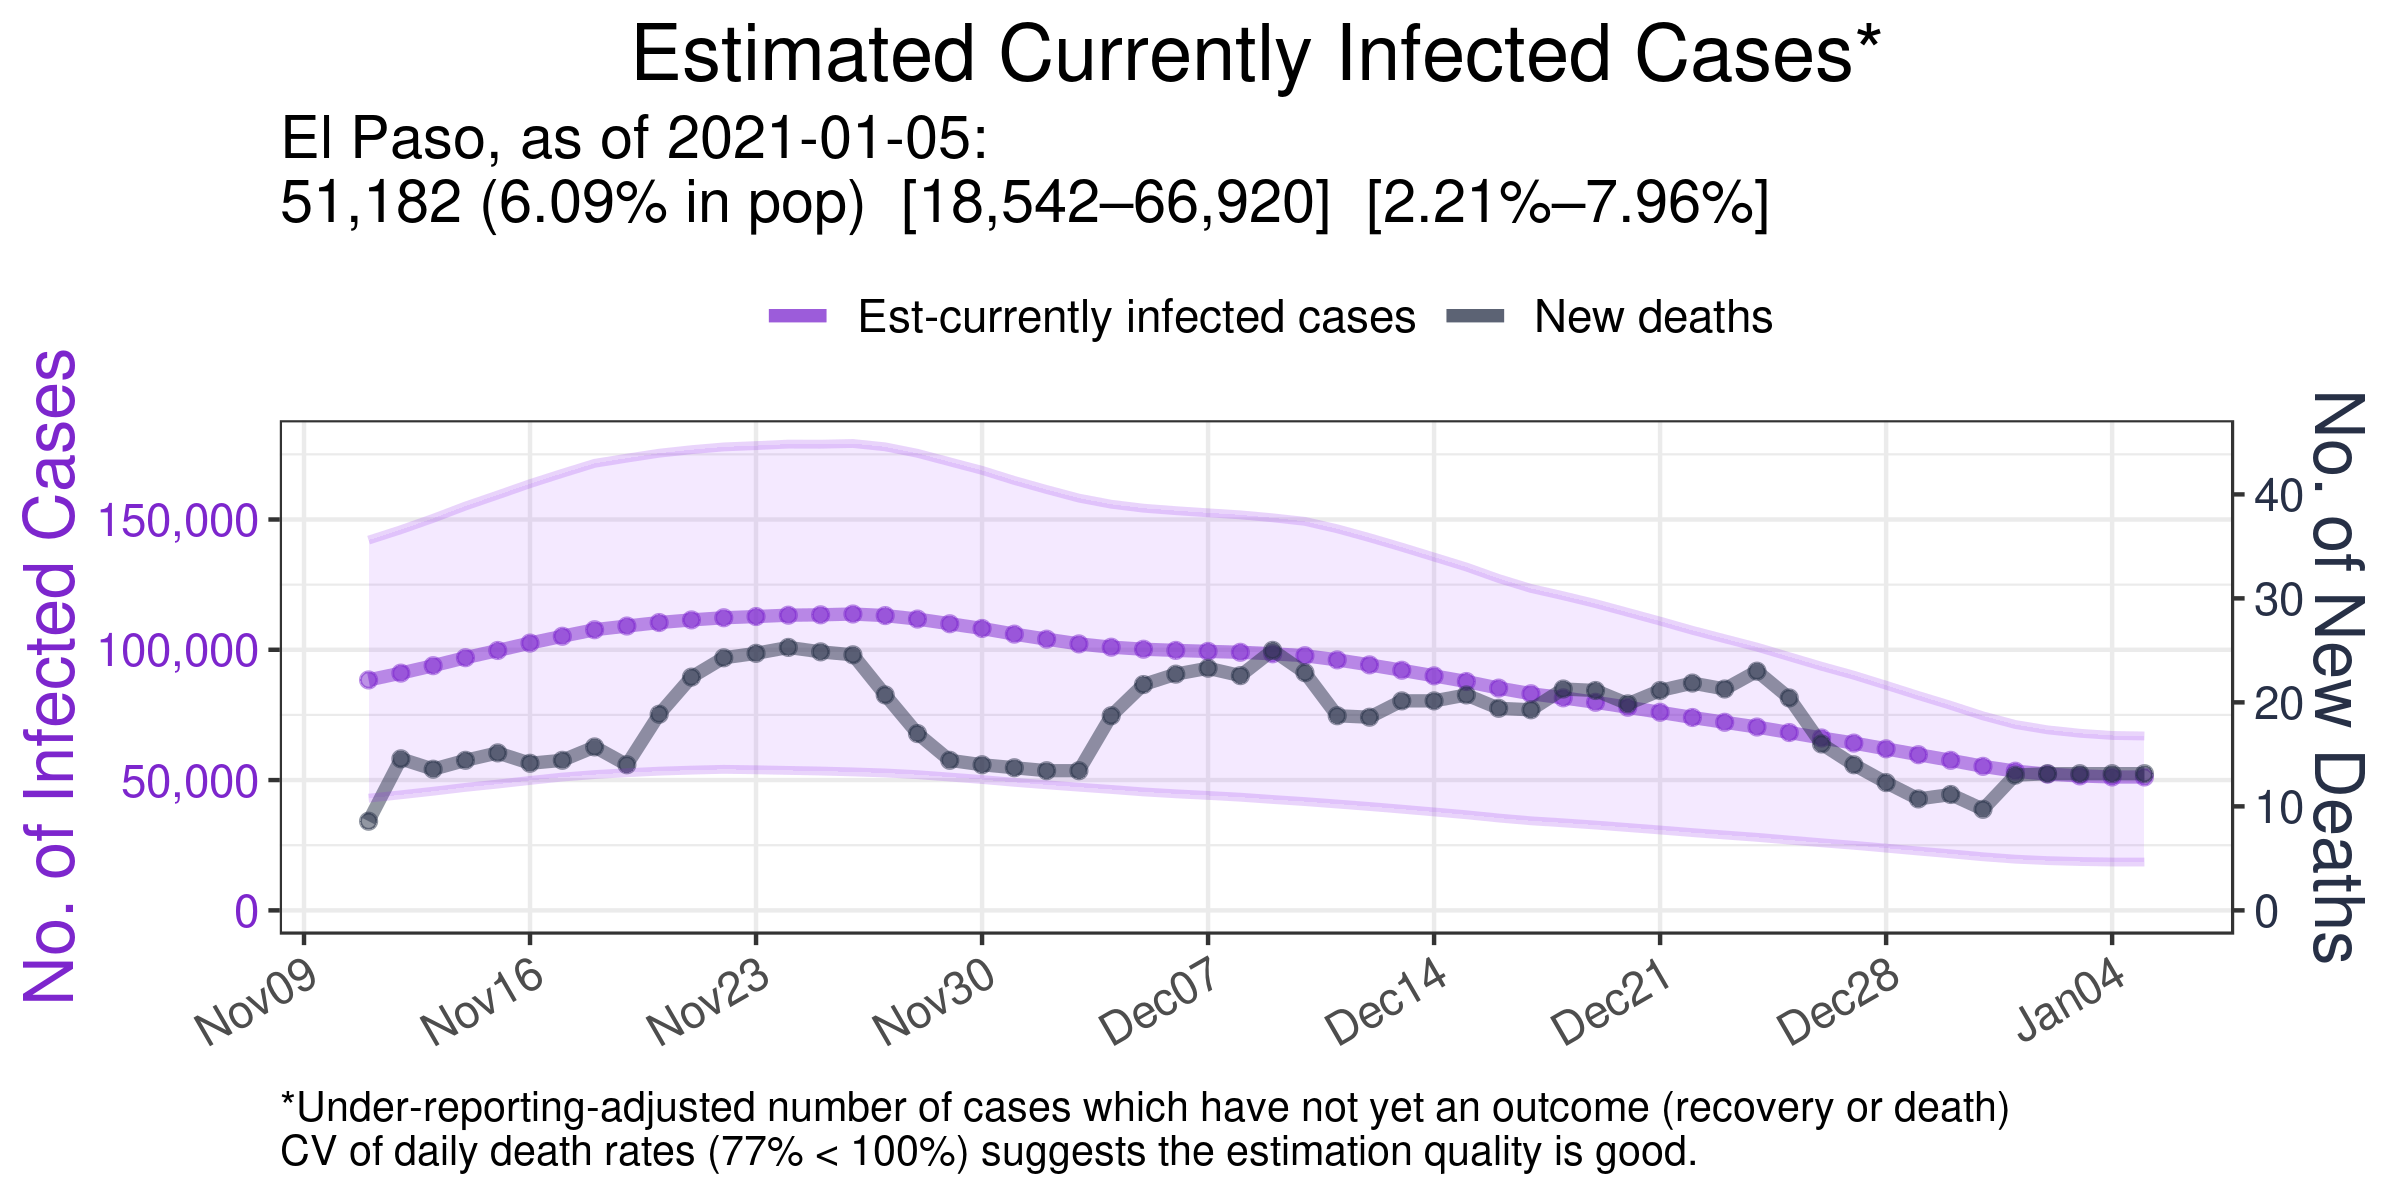 Estimated Currently Infected Cases*
El Paso, as of 2021-01-05:
51,182 (6.09% in pop)  [18,542–66,920]  [2.21%–7.96%]
Est-currently infected cases
New deaths
No. of Infected Cases
150,000
100,000
50,000
0
40
30
20
10
0
No. of New Deaths
Nov09
Nov16
Nov23
Nov30
Dec07
Dec14
Dec21
Dec28
Jan04
*Under-reporting-adjusted number of cases which have not yet an outcome (recovery or death)
CV of daily death rates (77% < 100%) suggests the estimation quality is good.